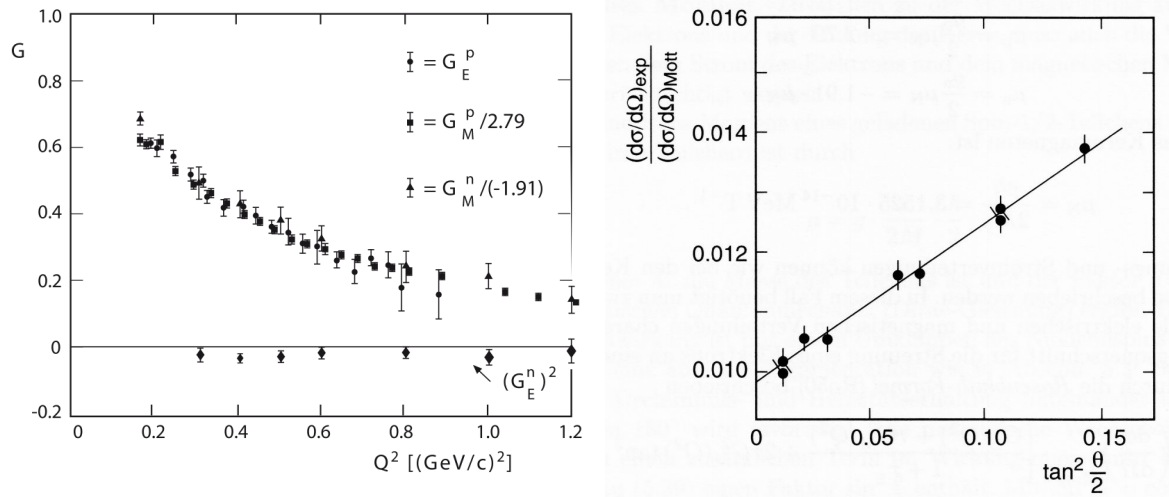 G
1.0
0.8
0.6
0.4
0.2
0
-0.2
= G_E^p
= G_M^p/2.79
= G_M^n/(-1.91)
(G_E^n)^2
0.2 0.4 0.6 0.8 1.0 1.2
Q^2 [(GeV/c)^2]
(dσ/dΩ)exp
(dσ/dΩ)Mott
0.016
0.014
0.012
0.010
0 0.05 0.10 0.15
tan^2 θ/2